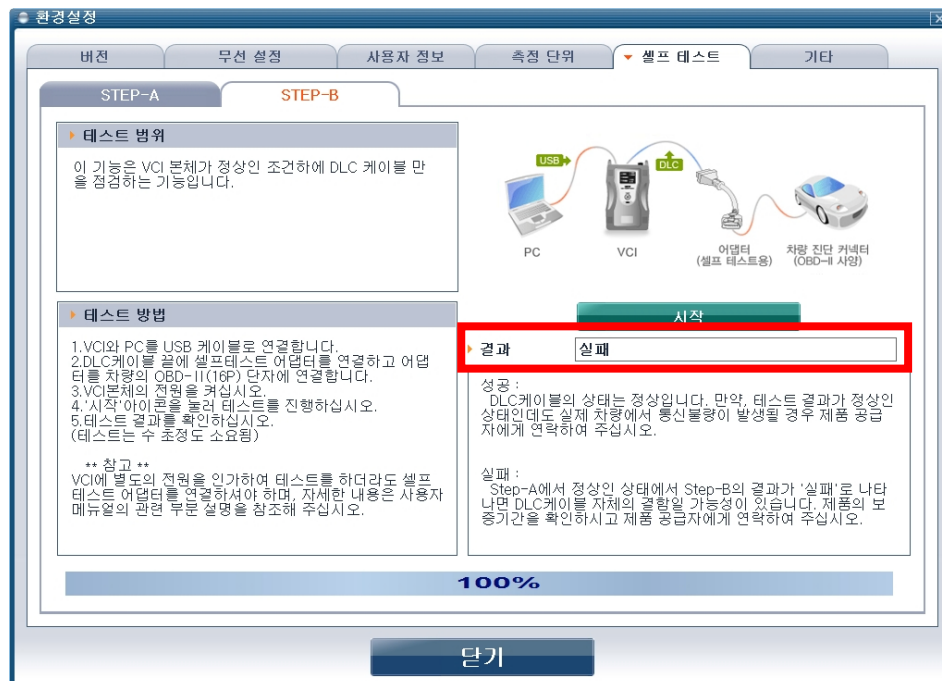 환경설정
버전
무선 설정
사용자 정보
측정 단위
셀프 테스트
기타
STEP-A
STEP-B
테스트 범위
이 기능은 VCI 본체가 정상인 조건하에 DLC 케이블 만
을 점검하는 기능입니다.
USB
DLC
PC
VCI
어댑터
(셀프 테스트용)
차량 진단 커넥터
(OBD-II 사양)
테스트 방법
1.VCI와 PC를 USB 케이블로 연결합니다.
2.DLC케이블 끝에 셀프테스트 어댑터를 연결하고 어댑
터를 차량의 OBD-II(16P) 단자에 연결합니다.
3.VCI본체의 전원을 켜십시오.
4.'시작'아이콘을 눌러 테스트를 진행하십시오.
5.테스트 결과를 확인하십시오.
(테스트는 수 초정도 소요됨)
** 참고 **
VCI에 별도의 전원을 인가하여 테스트를 하더라도 셀프
테스트 어댑터를 연결하셔야 하며, 자세한 내용은 사용자
메뉴얼의 관련 부분 설명을 참조해 주십시오.
시작
결과
실패
성공 :
DLC케이블의 상태는 정상입니다. 만약, 테스트 결과가 정상인
상태인데도 실제 차량에서 통신불량이 발생될 경우 제품 공급
자에게 연락하여 주십시오.
실패 :
Step-A에서 정상인 상태에서 Step-B의 결과가 '실패'로 나타
나면 DLC케이블 자체의 결함일 가능성이 있습니다. 제품의 보
증기간을 확인하시고 제품 공급자에게 연락하여 주십시오.
100%
닫기